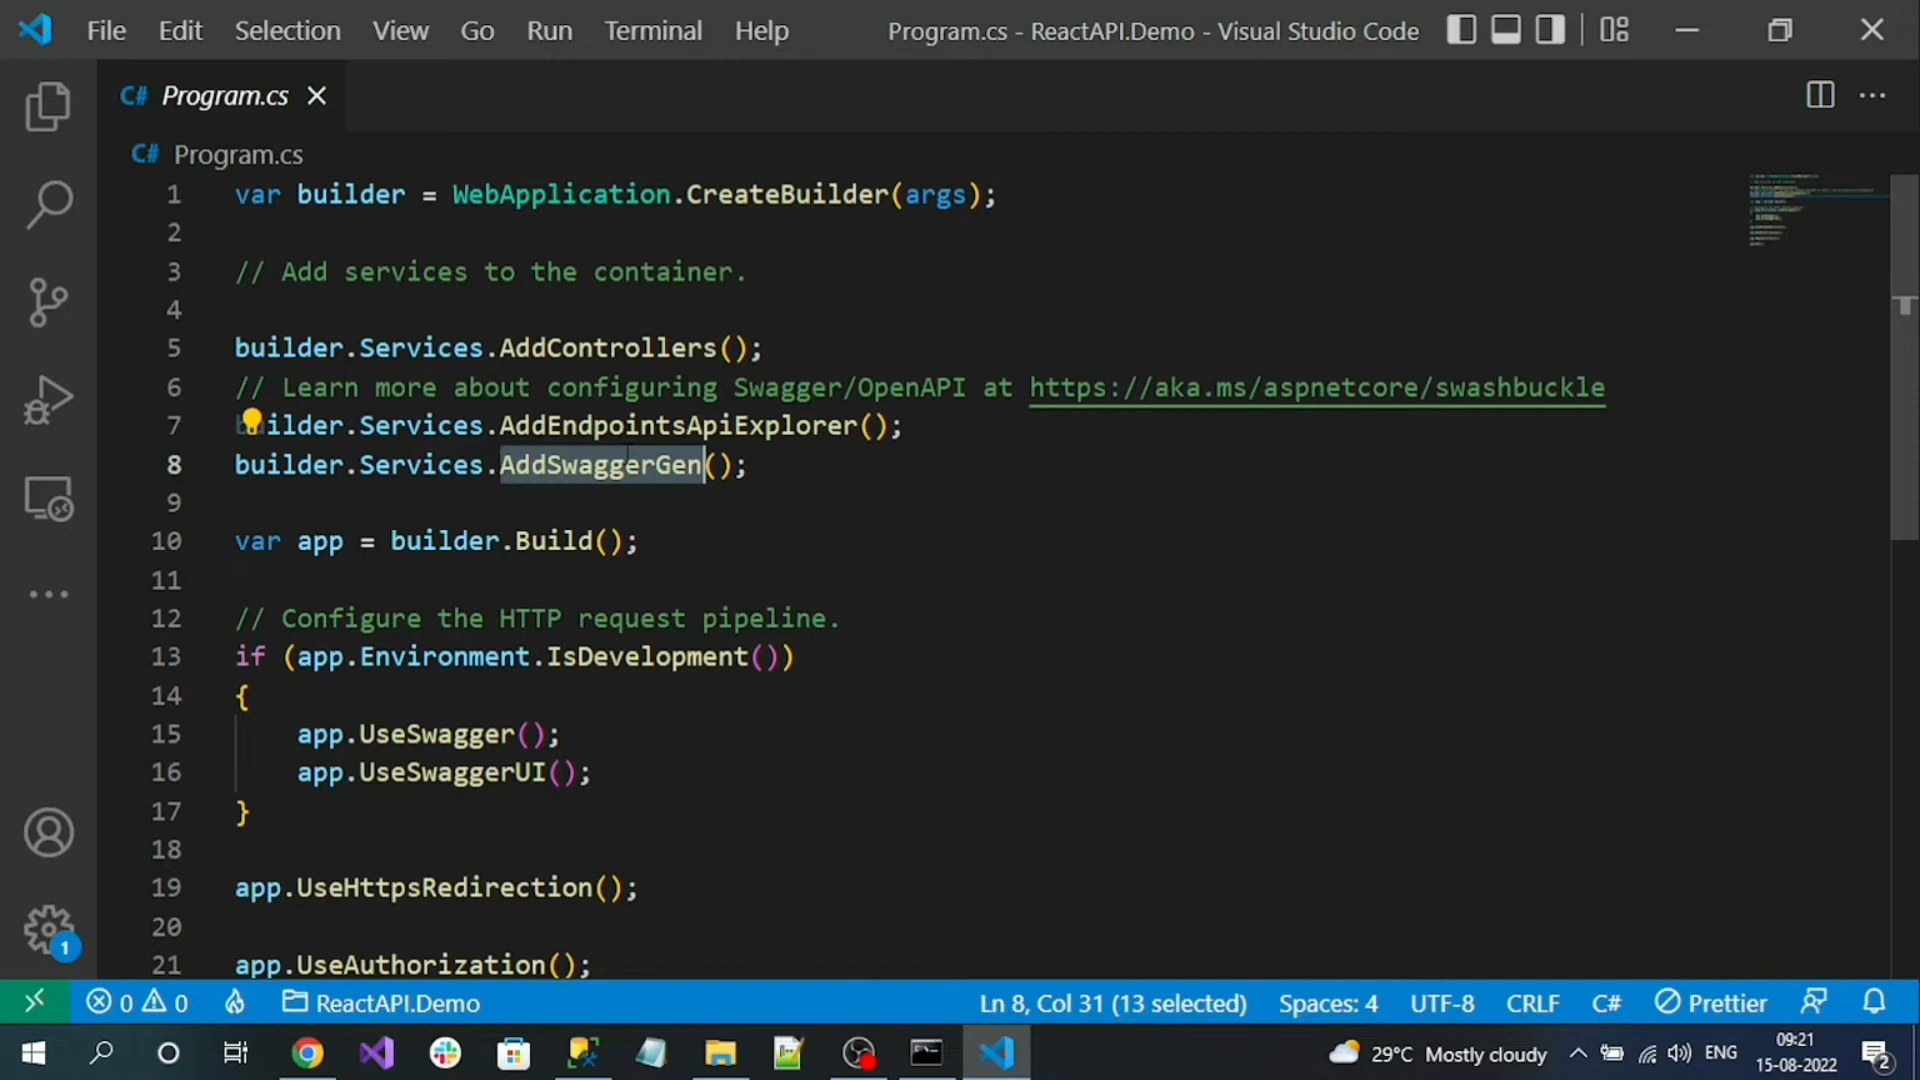 File Edit Selection View Go Run Terminal Help Program.cs - ReactAPI.Demo - Visual Studio Code
C# Program.cs
C# Program.cs
1 var builder = WebApplication.CreateBuilder(args);
2
3 // Add services to the container.
4
5 builder.Services.AddControllers();
6 // Learn more about configuring Swagger/OpenAPI at https://aka.ms/aspnetcore/swashbuckle
7 builder.Services.AddEndpointsApiExplorer();
8 builder.Services.AddSwaggerGen();
9
10 var app = builder.Build();
11
12 // Configure the HTTP request pipeline.
13 if (app.Environment.IsDevelopment())
14 {
15 app.UseSwagger();
16 app.UseSwaggerUI();
17 }
18
19 app.UseHttpsRedirection();
20
21 app.UseAuthorization();
1
0 0 ReactAPI.Demo Ln 8, Col 31 (13 selected) Spaces: 4 UTF-8 CRLF C# Prettier
29°C Mostly cloudy ENG 09:21
15-08-2022
2